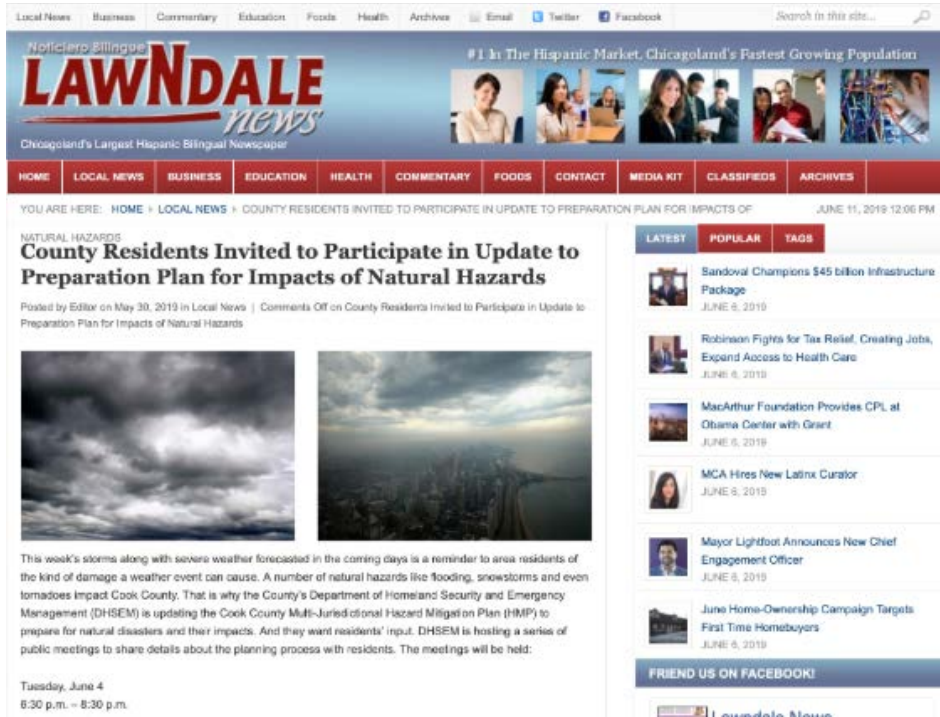 Local News Business Commentary Education Foods Health Archives Email Twitter Facebook Search in this site...
Noticiero Bilingue
LAWNDALE
news
Chicagoland's Largest Hispanic Bilingual Newspaper
#1 In The Hispanic Market, Chicagoland's Fastest Growing Population
HOME LOCAL NEWS BUSINESS EDUCATION HEALTH COMMENTARY FOODS CONTACT MEDIA KIT CLASSIFIEDS ARCHIVES
YOU ARE HERE: HOME LOCAL NEWS COUNTY RESIDENTS INVITED TO PARTICIPATE IN UPDATE TO PREPARATION PLAN FOR IMPACTS OF
NATURAL HAZARDS
JUNE 11, 2019 12:06 PM
County Residents Invited to Participate in Update to
Preparation Plan for Impacts of Natural Hazards
Posted by Editor on May 30, 2019 in Local News | Comments Off on County Residents Invited to Participate in Update to
Preparation Plan for Impacts of Natural Hazards
This week's storms along with severe weather forecasted in the coming days is a reminder to area residents of
the kind of damage a weather event can cause. A number of natural hazards like flooding, snowstorms and even
tornadoes impact Cook County. That is why the County's Department of Homeland Security and Emergency
Management (DHSEM) is updating the Cook County Multi-Jurisdictional Hazard Mitigation Plan (HMP) to
prepare for natural disasters and their impacts. And they want residents' input. DHSEM is hosting a series of
public meetings to share details about the planning process with residents. The meetings will be held:
Tuesday, June 4
6:30 p.m. – 8:30 p.m.
LATEST POPULAR TAGS
Sandoval Champions $45 billion Infrastructure
Package
JUNE 6, 2019
Robinson Fights for Tax Relief, Creating Jobs,
Expand Access to Health Care
JUNE 6, 2019
MacArthur Foundation Provides CPL at
Obama Center with Grant
JUNE 6, 2019
MCA Hires New Latinx Curator
JUNE 6, 2019
Mayor Lightfoot Announces New Chief
Engagement Officer
JUNE 6, 2019
June Home-Ownership Campaign Targets
First Time Homebuyers
JUNE 6, 2019
FRIEND US ON FACEBOOK!
Lawndale News